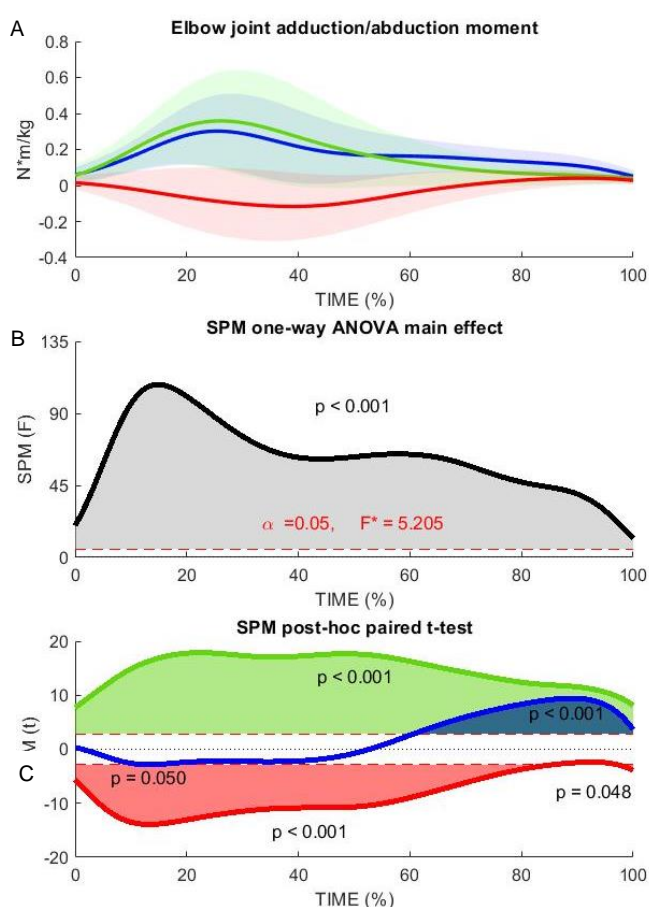 A
Elbow joint adduction/abduction moment
0.8
0.6
0.4
0.2
0
-0.2
-0.4
N*m/kg
0 20 40 60 80 100
TIME (%)
B
SPM one-way ANOVA main effect
135
90
45
0
SPM (F)
p < 0.001
α =0.05, F* = 5.205
0 20 40 60 80 100
TIME (%)
SPM post-hoc paired t-test
20
10
0
-10
-20
(t)
C
p < 0.001
p < 0.001
p = 0.050
p = 0.048
p < 0.001
0 20 40 60 80 100
TIME (%)